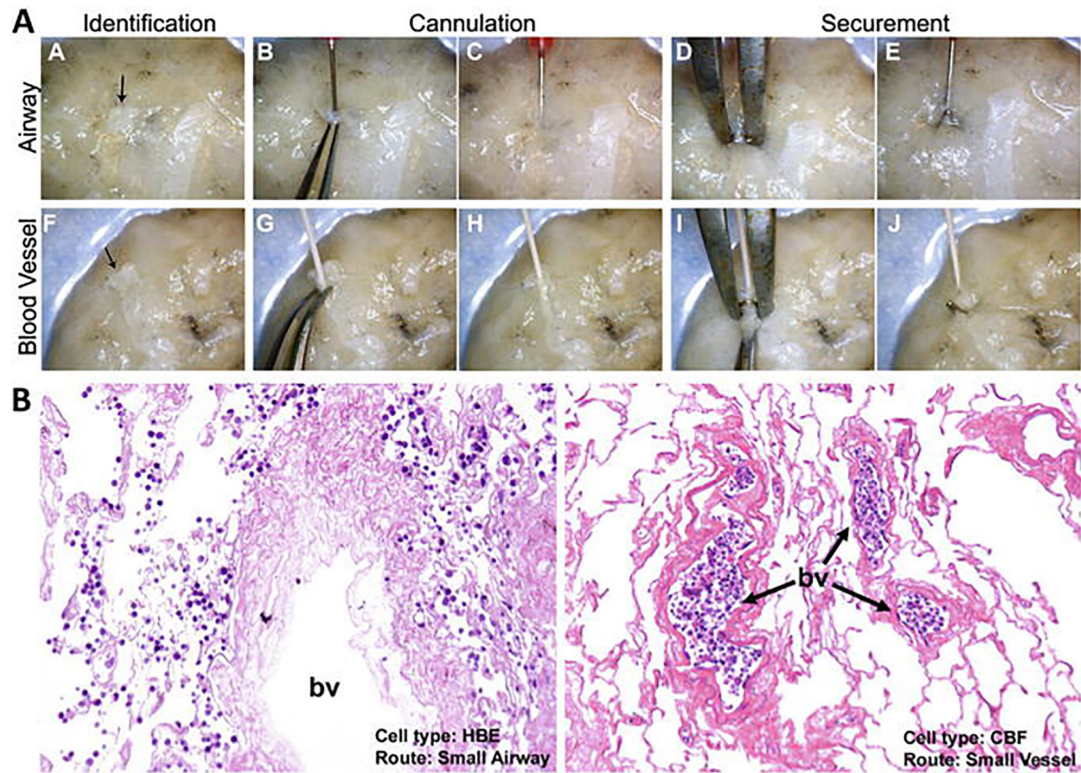 A
Identification
Cannulation
Securement
Airway
A
B
C
D
E
Blood Vessel
F
G
H
I
J
B
bv
Cell type: HBE
Route: Small Airway
bv
Cell type: CBF
Route: Small Vessel